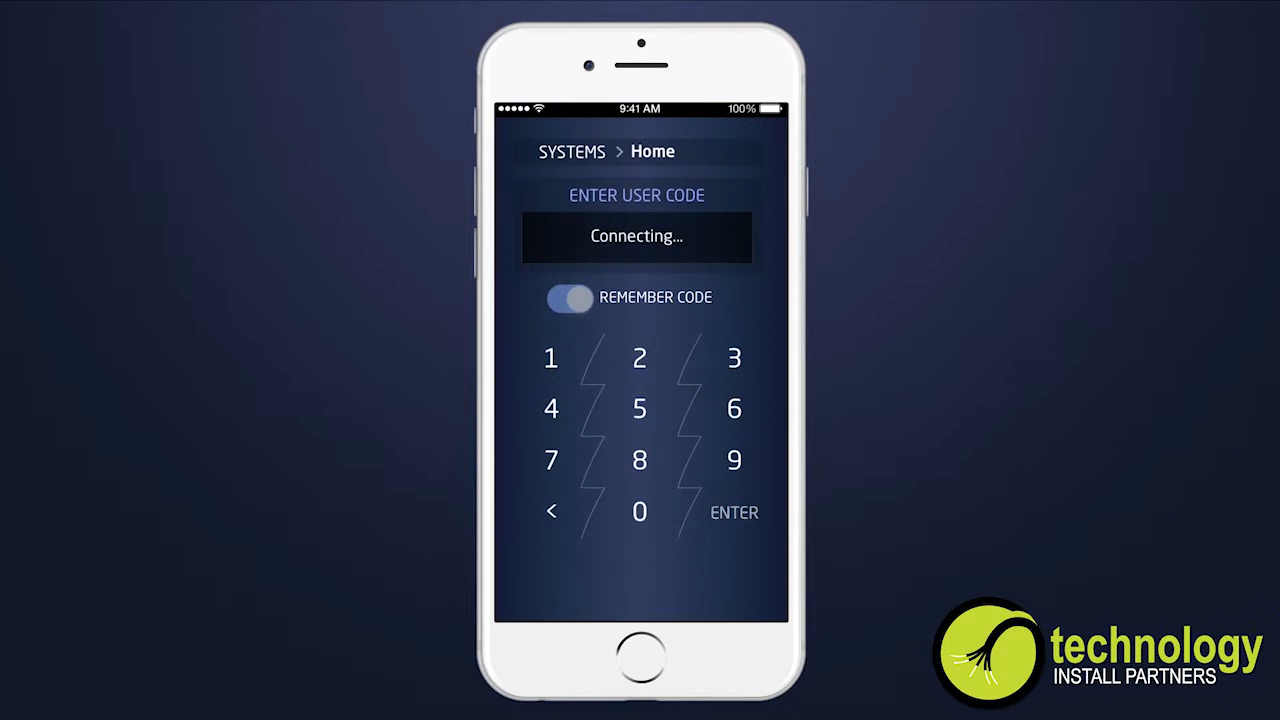 9:41 AM 100%
SYSTEMS > Home
ENTER USER CODE
Connecting...
REMEMBER CODE
1 2 3
4 5 6
7 8 9
< 0 ENTER
technology
INSTALL PARTNERS